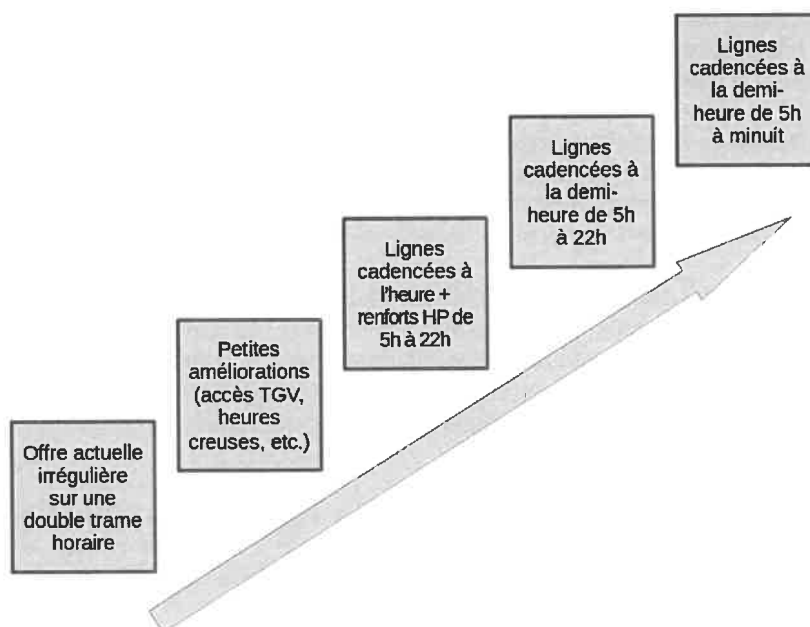 Lignes
cadencées à
la demi-
heure de 5h
à minuit
Lignes
cadencées à
la demi-
heure de 5h
à 22h
Lignes
cadencées à
l'heure +
renforts HP de
5h à 22h
Petites
améliorations
(accès TGV,
heures
creuses, etc.)
Offre actuelle
irrégulière
sur une
double trame
horaire